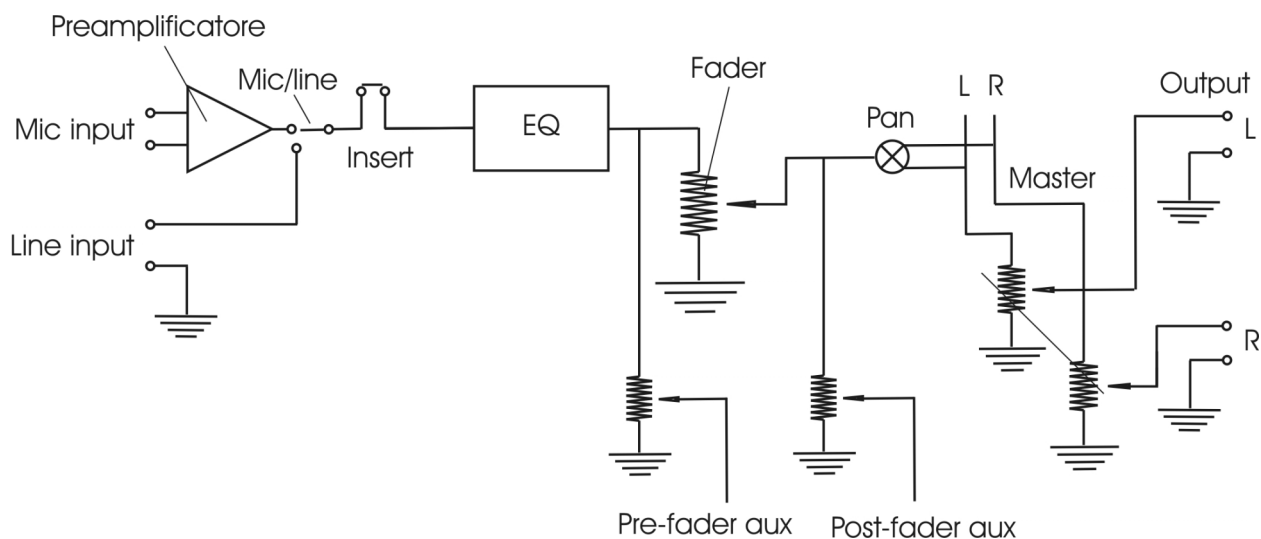 Preamplificatore
Mic/line
Mic input
Insert
Line input
EQ
Fader
Pan
L R
Master
Output
L
R
Pre-fader aux
Post-fader aux